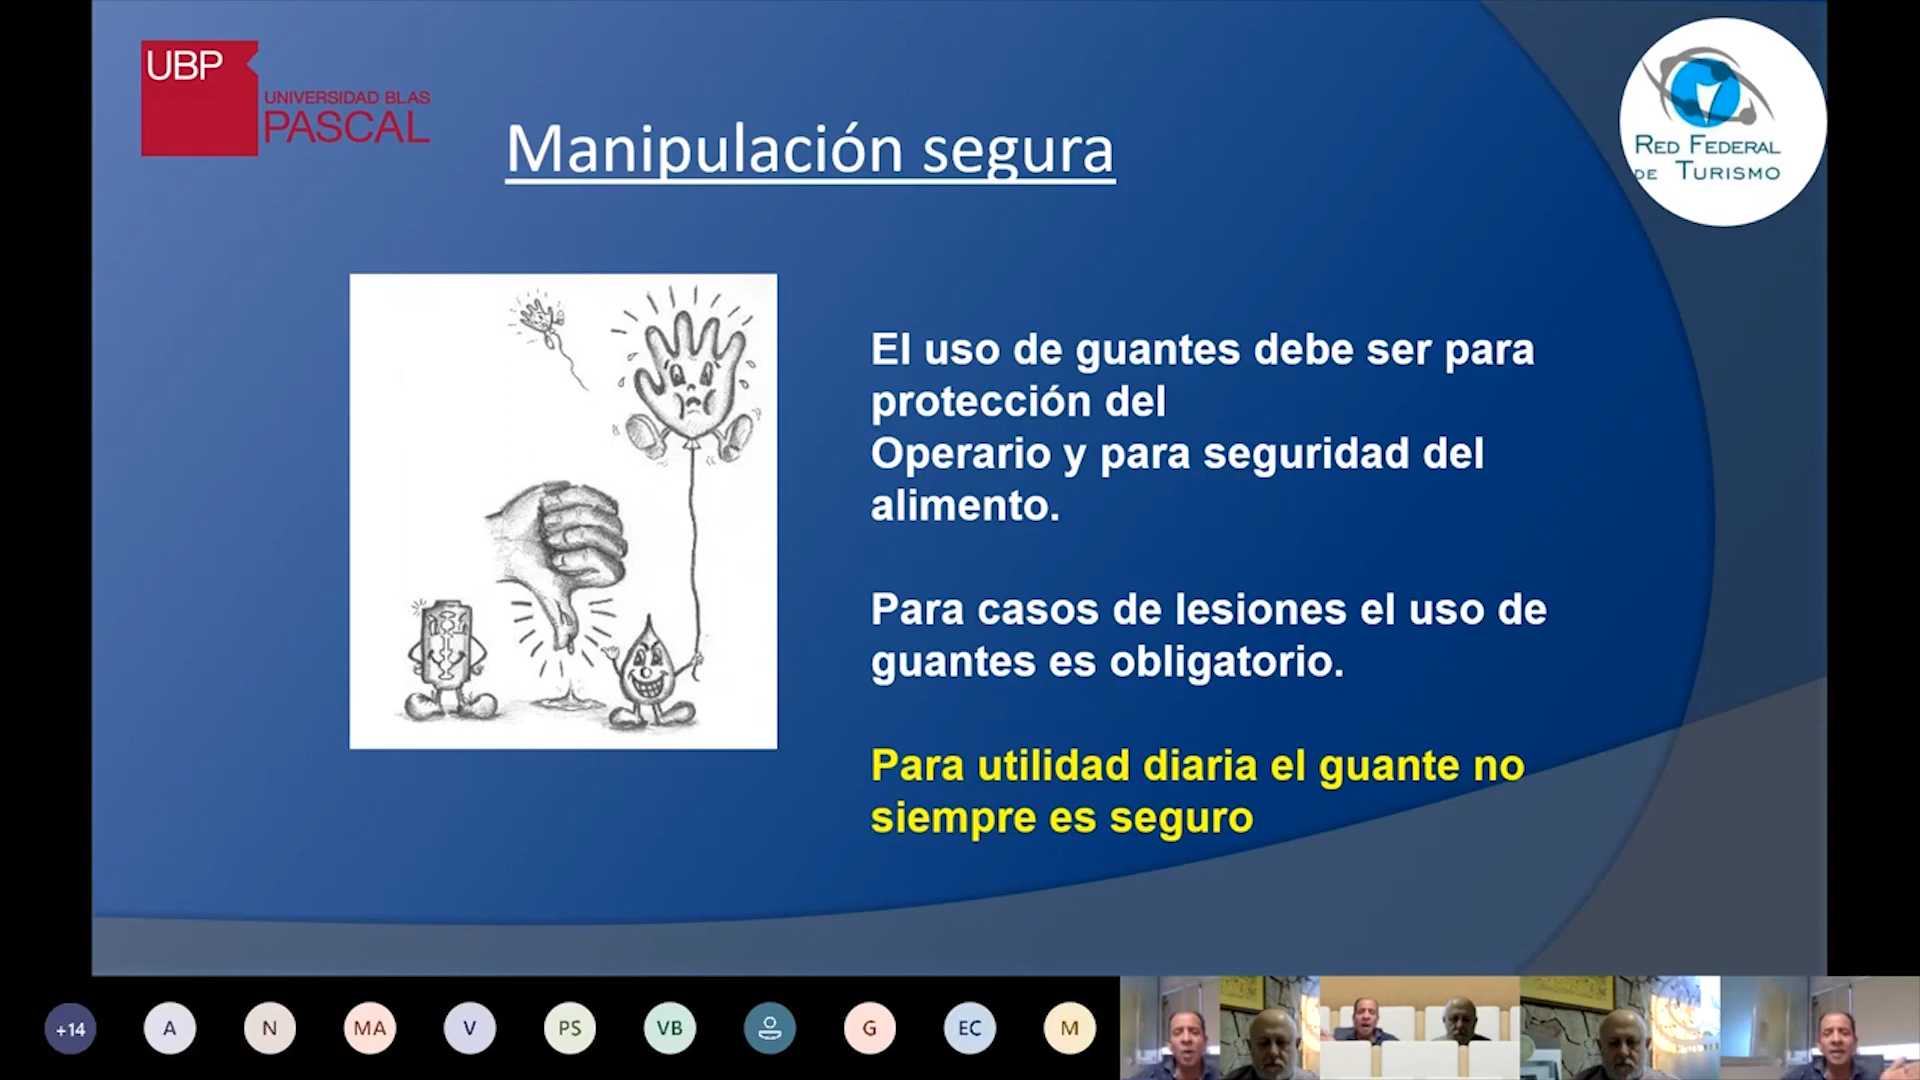 UBP
UNIVERSIDAD BLAS
PASCAL
Manipulación segura
RED FEDERAL
DE TURISMO
El uso de guantes debe ser para
protección del
Operario y para seguridad del
alimento.
Para casos de lesiones el uso de
guantes es obligatorio.
Para utilidad diaria el guante no
siempre es seguro
+14
A
N
MA
V
PS
VB
G
EC
M